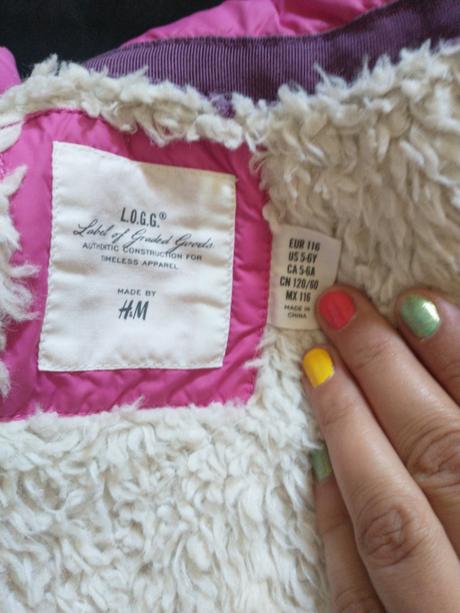 L.O.G.G.®
Label of Graded Goods
AUTHENTIC CONSTRUCTION FOR
TIMELESS APPAREL
MADE BY
H&M
EUR 116
US 5-6Y
CA 5-6A
CN 120/60
MX 116
MADE IN
CHINA